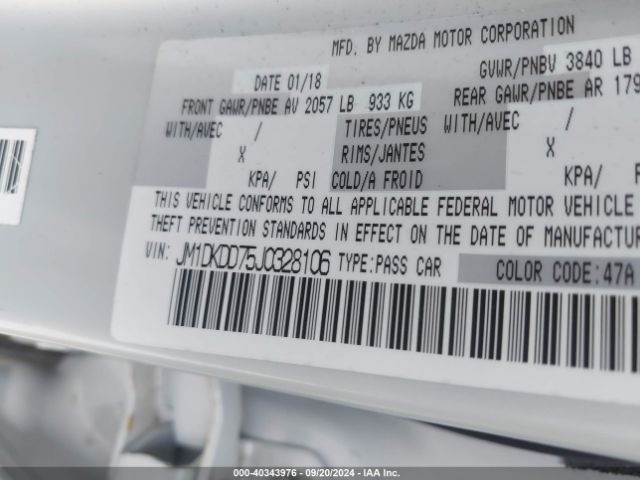 MFD. BY MAZDA MOTOR CORPORATION
DATE 01/18 GVWR/PNBV 3840 LB
FRONT GAWR/PNBE AV 2057 LB 933 KG REAR GAWR/PNBE AR 179
WITH/AVEC / TIRES/PNEUS WITH/AVEC /
X RIMS/JANTES X
KPA/ PSI COLD/A FROID KPA/
THIS VEHICLE CONFORMS TO ALL APPLICABLE FEDERAL MOTOR VEHICLE
THEFT PREVENTION STANDARDS IN EFFECT ON THE DATE OF MANUFACTUR
VIN: JM1DKDD75J0328106 TYPE:PASS CAR COLOR CODE:47A
000-40343976 - 09/20/2024 - IAA Inc.